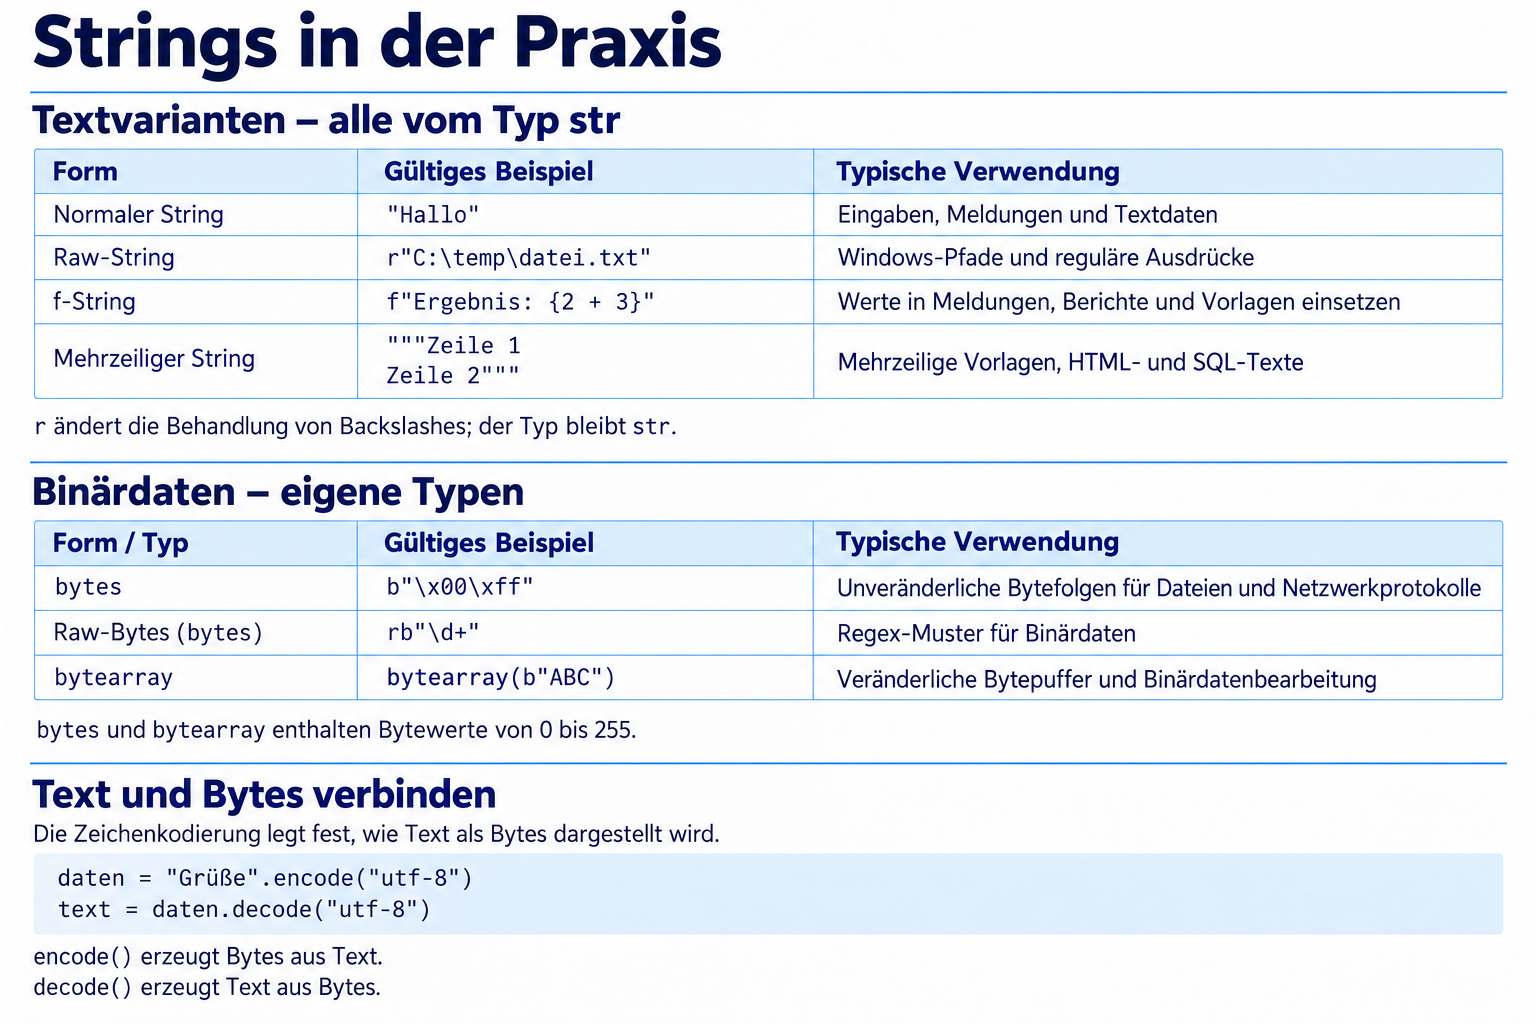 Strings in der Praxis
Textvarianten – alle vom Typ str
Form Gültiges Beispiel Typische Verwendung
Normaler String "Hallo" Eingaben, Meldungen und Textdaten
Raw-String r"C:\temp\datei.txt" Windows-Pfade und reguläre Ausdrücke
f-String f"Ergebnis: {2 + 3}" Werte in Meldungen, Berichte und Vorlagen einsetzen
Mehrzeiliger String """Zeile 1
Zeile 2""" Mehrzeilige Vorlagen, HTML- und SQL-Texte
r ändert die Behandlung von Backslashes; der Typ bleibt str.
Binärdaten – eigene Typen
Form / Typ Gültiges Beispiel Typische Verwendung
bytes b"\x00\xff" Unveränderliche Bytefolgen für Dateien und Netzwerkprotokolle
Raw-Bytes (bytes) rb"\d+" Regex-Muster für Binärdaten
bytearray bytearray(b"ABC") Veränderliche Bytepuffer und Binärdatenbearbeitung
bytes und bytearray enthalten Bytewerte von 0 bis 255.
Text und Bytes verbinden
Die Zeichenkodierung legt fest, wie Text als Bytes dargestellt wird.
daten = "Grüße".encode("utf-8")
text = daten.decode("utf-8")
encode() erzeugt Bytes aus Text.
decode() erzeugt Text aus Bytes.